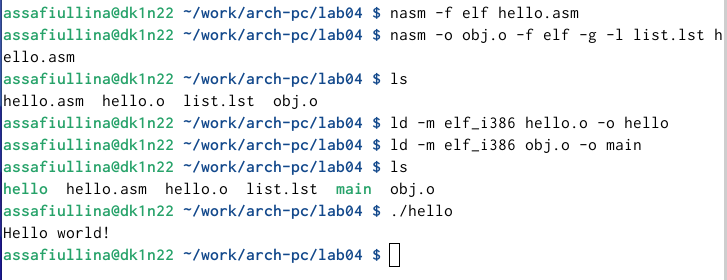 assafiullina@dk1n22 ~/work/arch-pc/lab04 $ nasm -f elf hello.asm
assafiullina@dk1n22 ~/work/arch-pc/lab04 $ nasm -o obj.o -f elf -g -l list.lst h
ello.asm
assafiullina@dk1n22 ~/work/arch-pc/lab04 $ ls
hello.asm  hello.o  list.lst  obj.o
assafiullina@dk1n22 ~/work/arch-pc/lab04 $ ld -m elf_i386 hello.o -o hello
assafiullina@dk1n22 ~/work/arch-pc/lab04 $ ld -m elf_i386 obj.o -o main
assafiullina@dk1n22 ~/work/arch-pc/lab04 $ ls
hello  hello.asm  hello.o  list.lst  main  obj.o
assafiullina@dk1n22 ~/work/arch-pc/lab04 $ ./hello
Hello world!
assafiullina@dk1n22 ~/work/arch-pc/lab04 $